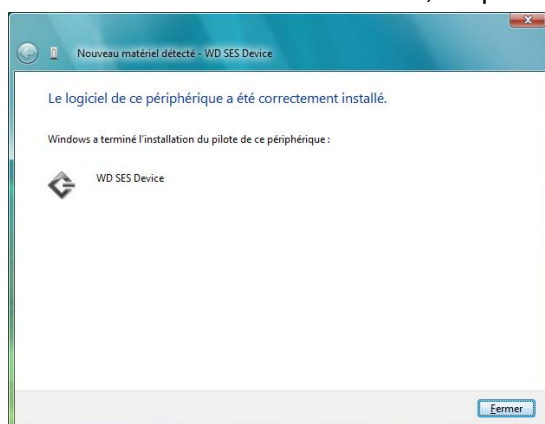 Nouveau matériel détecté - WD SES Device
Le logiciel de ce périphérique a été correctement installé.
Windows a terminé l'installation du pilote de ce périphérique :
WD SES Device
Fermer